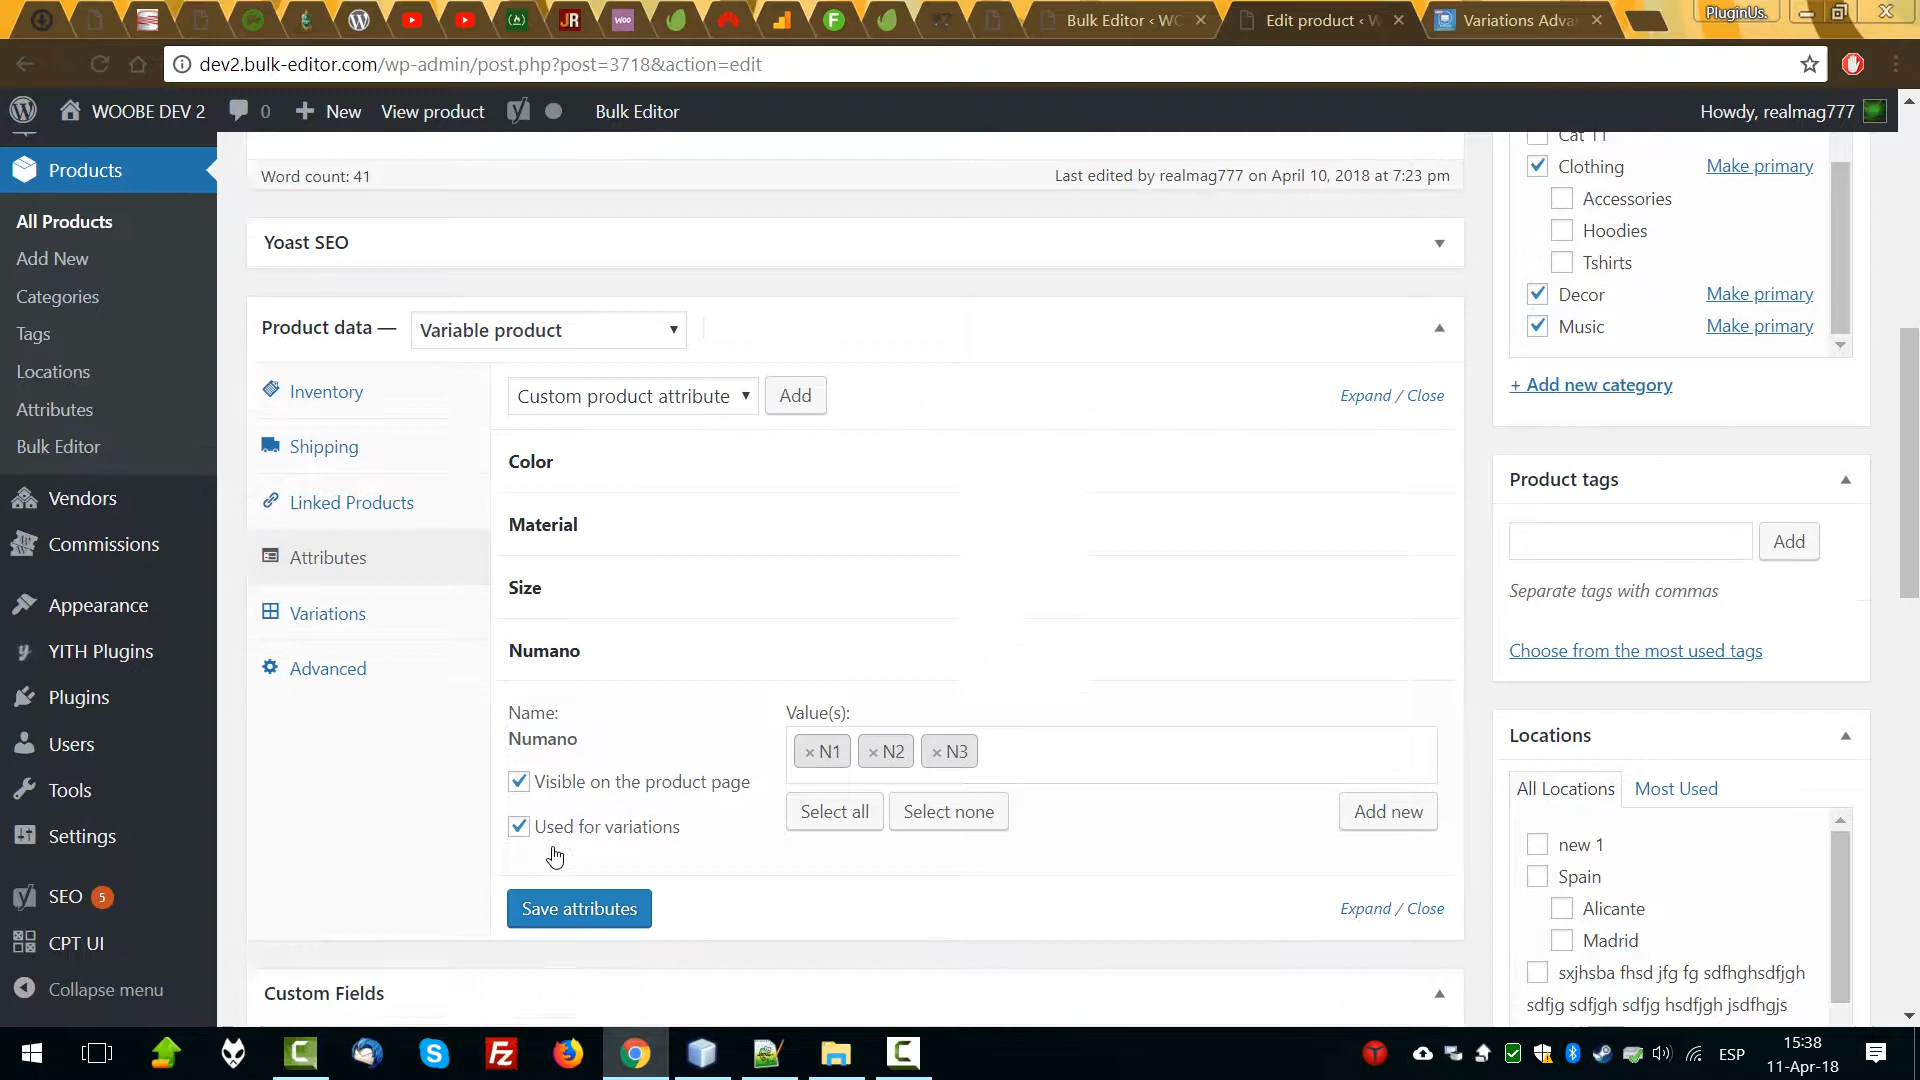 JR
woo
F
Bulk Editor ‹ WC
Edit product ‹ W
Variations Adva
PluginUs.
dev2.bulk-editor.com/wp-admin/post.php?post=3718&action=edit
WOOBE DEV 2
0
New
View product
Bulk Editor
Howdy, realmag777
Products
All Products
Add New
Categories
Tags
Locations
Attributes
Bulk Editor
Vendors
Commissions
Appearance
YITH Plugins
Plugins
Users
Tools
Settings
SEO 5
CPT UI
Collapse menu
Word count: 41
Last edited by realmag777 on April 10, 2018 at 7:23 pm
Yoast SEO
Product data —
Variable product
Inventory
Shipping
Linked Products
Attributes
Variations
Advanced
Custom product attribute
Add
Expand / Close
Color
Material
Size
Numano
Name:
Numano
Visible on the product page
Used for variations
Value(s):
× N1 × N2 × N3
Select all
Select none
Add new
Save attributes
Expand / Close
Custom Fields
Cat 11
Clothing
Make primary
Accessories
Hoodies
Tshirts
Decor
Make primary
Music
Make primary
+ Add new category
Product tags
Add
Separate tags with commas
Choose from the most used tags
Locations
All Locations
Most Used
new 1
Spain
Alicante
Madrid
sxjhsba fhsd jfg fg sdfhghsdfjgh
sdfjg sdfjgh sdfjg hsdfjgh jsdfhgjs
ESP
15:38
11-Apr-18